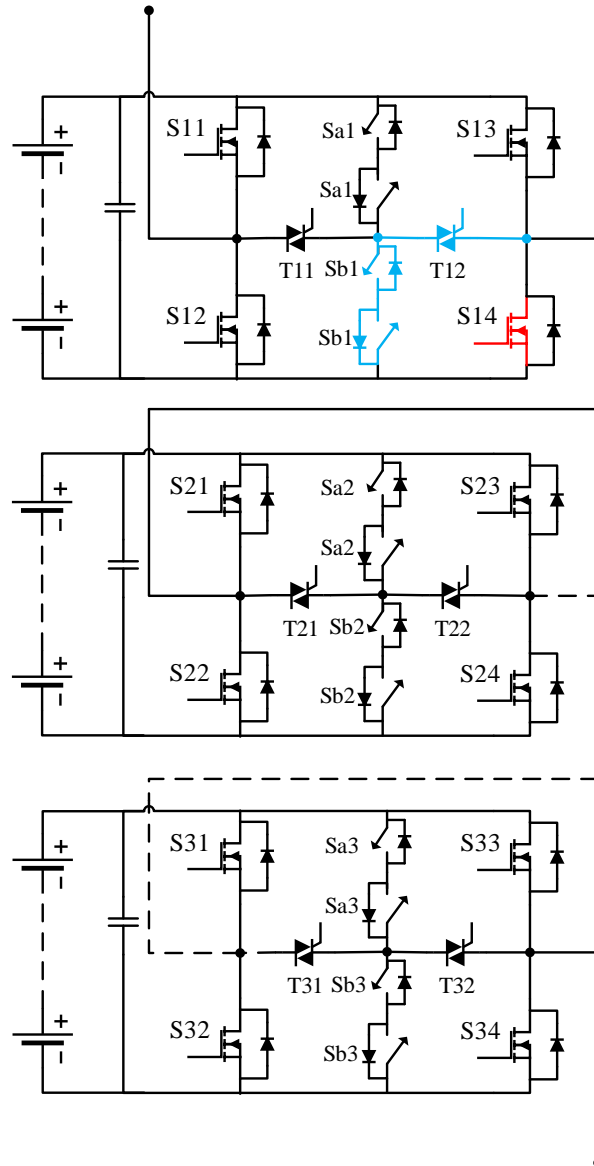 +
S11
Sa1
S13
-
Sa1
T11
T12
+
S12
Sb1
Sb1
S14
-
+
S21
Sa2
S23
-
Sa2
T21
Sb2
T22
+
S22
Sb2
S24
-
+
S31
Sa3
S33
-
Sa3
T31
Sb3
T32
+
S32
Sb3
S34
-